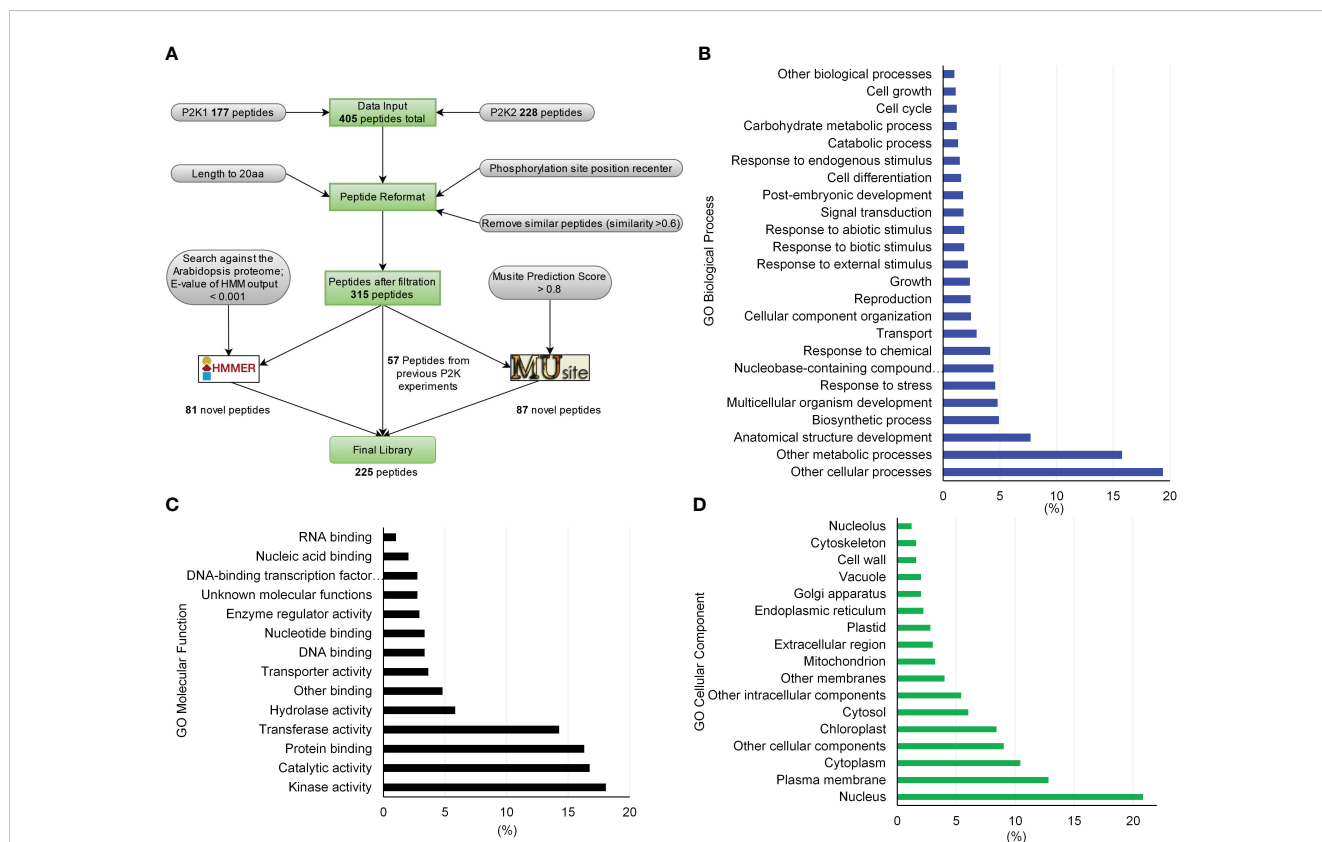 A
P2K1 177 peptides
Data Input
405 peptides total
P2K2 228 peptides
Length to 20aa
Phosphorylation site position recenter
Peptide Reformat
Remove similar peptides (similarity >0.6)
Search against the
Arabidopsis proteome;
E-value of HMM output
< 0.001
Peptides after filtration
315 peptides
Musite Prediction Score
> 0.8
HMMER
57 Peptides from
previous P2K
experiments
MUsite
81 novel peptides
87 novel peptides
Final Library
225 peptides
B
GO Biological Process
Other biological processes
Cell growth
Cell cycle
Carbohydrate metabolic process
Catabolic process
Response to endogenous stimulus
Cell differentiation
Post-embryonic development
Signal transduction
Response to abiotic stimulus
Response to biotic stimulus
Response to external stimulus
Growth
Reproduction
Cellular component organization
Transport
Response to chemical
Nucleobase-containing compound...
Response to stress
Multicellular organism development
Biosynthetic process
Anatomical structure development
Other metabolic processes
Other cellular processes
0 5 10 15 20
(%)
C
GO Molecular Function
RNA binding
Nucleic acid binding
DNA-binding transcription factor...
Unknown molecular functions
Enzyme regulator activity
Nucleotide binding
DNA binding
Transporter activity
Other binding
Hydrolase activity
Transferase activity
Protein binding
Catalytic activity
Kinase activity
0 5 10 15 20
(%)
D
GO Cellular Component
Nucleolus
Cytoskeleton
Cell wall
Vacuole
Golgi apparatus
Endoplasmic reticulum
Plastid
Extracellular region
Mitochondrion
Other membranes
Other intracellular components
Cytosol
Chloroplast
Other cellular components
Cytoplasm
Plasma membrane
Nucleus
0 5 10 15 20
(%)